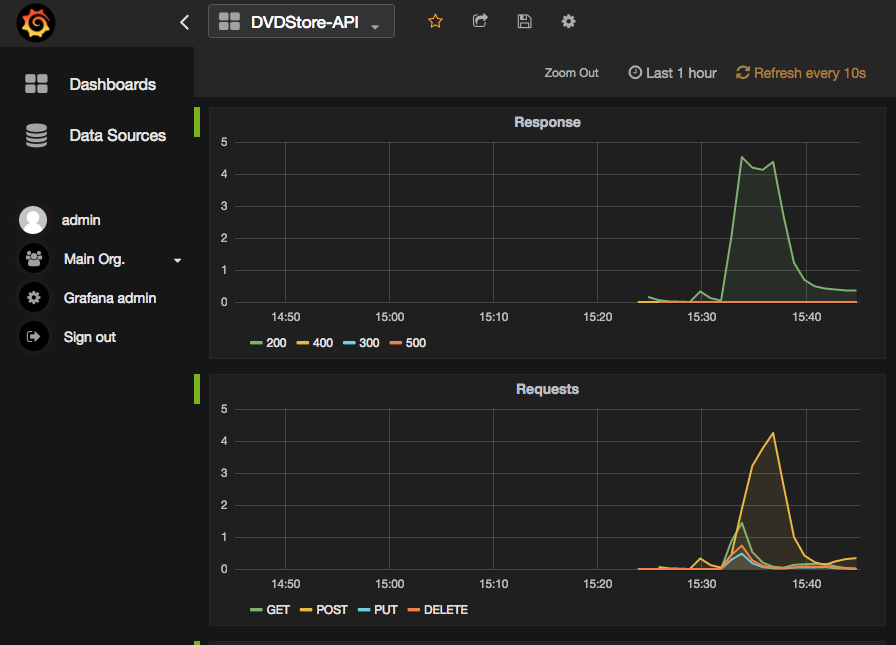 DVDStore-API
Zoom Out Last 1 hour Refresh every 10s
Dashboards
Data Sources
admin
Main Org.
Grafana admin
Sign out
Response
5
4
3
2
1
0
14:50 15:00 15:10 15:20 15:30 15:40
200 400 300 500
Requests
5
4
3
2
1
0
14:50 15:00 15:10 15:20 15:30 15:40
GET POST PUT DELETE